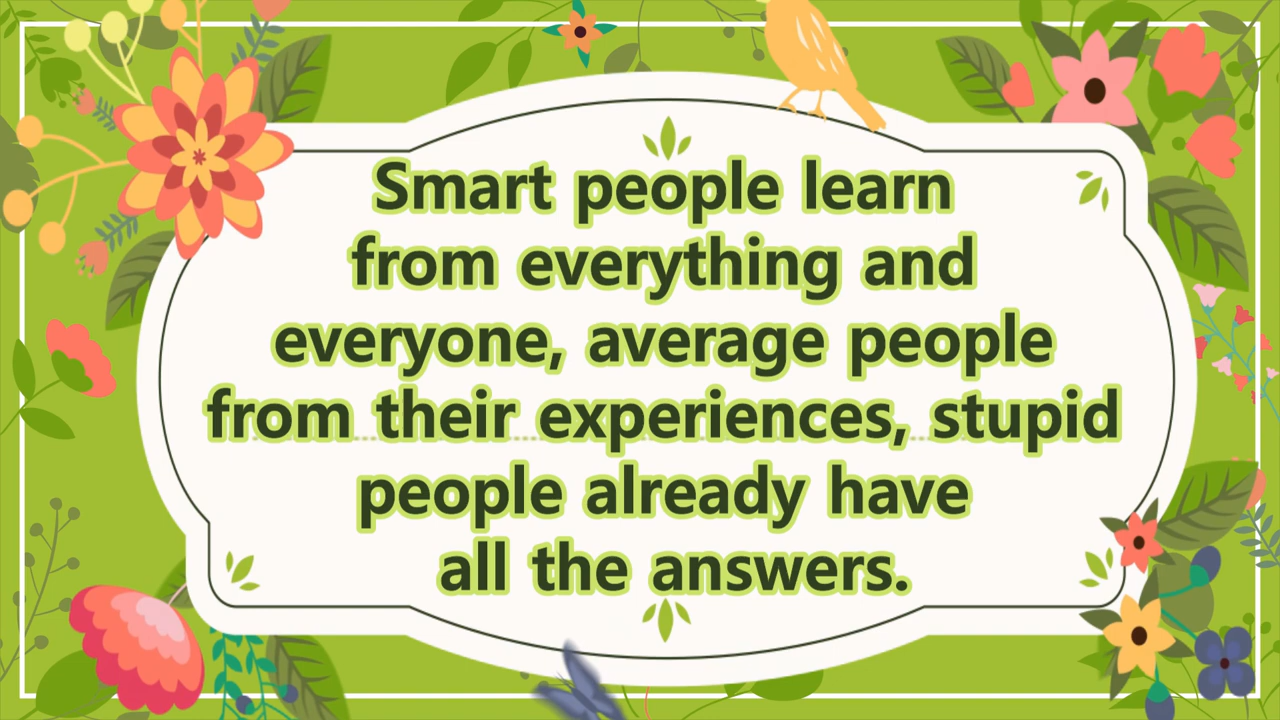 Smart people learn
from everything and
everyone, average people
from their experiences, stupid
people already have
all the answers.